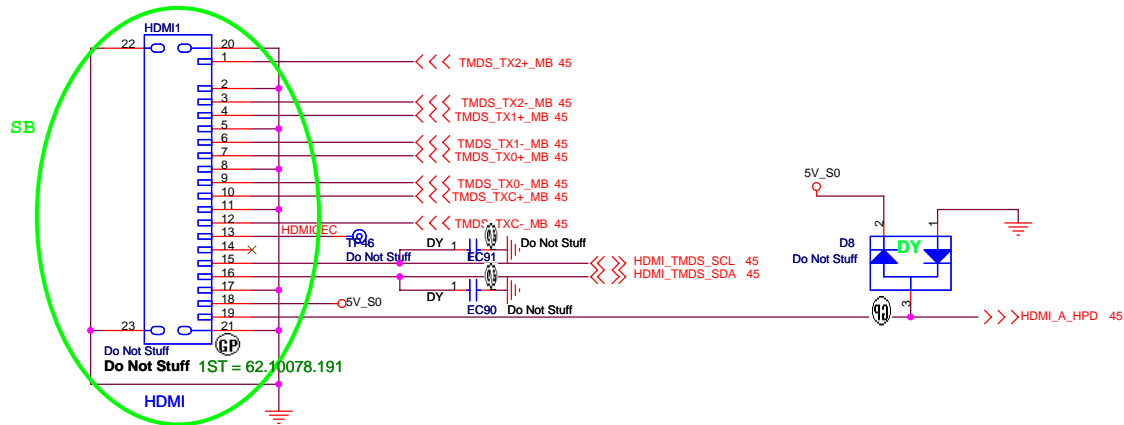 HDMI1
22 20
1 TMDS_TX2+_MB 45
2
3 TMDS_TX2-_MB 45
4 TMDS_TX1+_MB 45
SB
5
6 TMDS_TX1-_MB 45
7 TMDS_TX0+_MB 45
8
9 TMDS_TX0-_MB 45
10 TMDS_TXC+_MB 45
11
12 TMDS_TXC-_MB 45
13 HDMICEC
TP46
Do Not Stuff
14
DY 1 Do Not Stuff
EC91
15 HDMI_TMDS_SCL 45
16 HDMI_TMDS_SDA 45
17
DY 1
EC90 Do Not Stuff
18 5V_S0
19 HDMI_A_HPD 45
23 21
GP
Do Not Stuff
Do Not Stuff 1ST = 62.10078.191
HDMI
5V_S0
2 1
D8
DY
Do Not Stuff
3